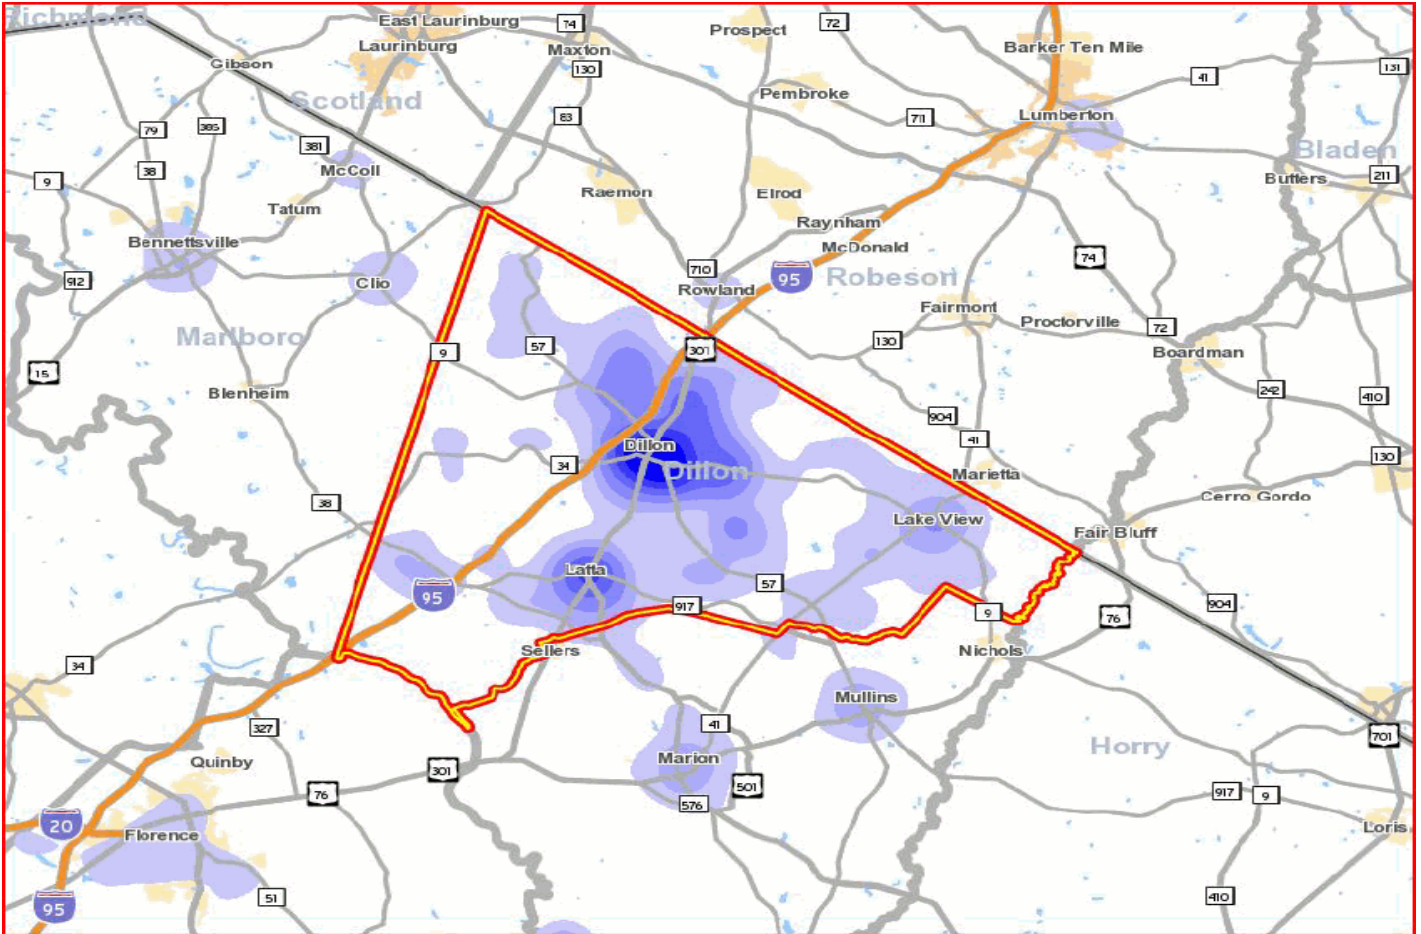 Richmond
East Laurinburg
74
72
Prospect
Laurinburg
Maxton
Barker Ten Mile
Gibson
130
131
41
Scotland
Pembroke
79
385
83
711
Lumberton
381
38
McColl
Bladen
9
Raemon
Elrod
Butters
211
Tatum
Raynham
Bennettsville
McDonald
74
912
Clio
710
95
Robeson
Rowland
Fairmont
Proctorville
72
Marlboro
9
57
301
130
Boardman
15
Blenheim
242
410
904
41
Dillon
34
Dillon
130
Marietta
38
Cerro Gordo
Lake View
Fair Bluff
Latta
57
95
917
9
904
76
Sellers
Nichols
34
Mullins
327
41
701
Quinby
Marion
Horry
301
501
76
576
917
9
20
Florence
Loris
51
410
95